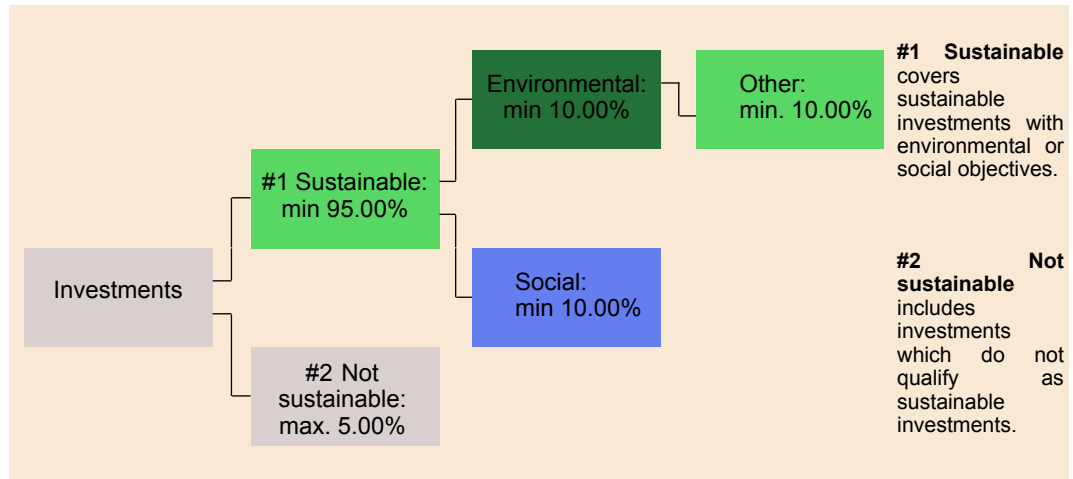 Investments
#1 Sustainable:
min 95.00%
#2 Not
sustainable:
max. 5.00%
Environmental:
min 10.00%
Social:
min 10.00%
Other:
min. 10.00%
#1 Sustainable
covers
sustainable
investments with
environmental or
social objectives.
#2 Not
sustainable
includes
investments
which do not
qualify as
sustainable
investments.